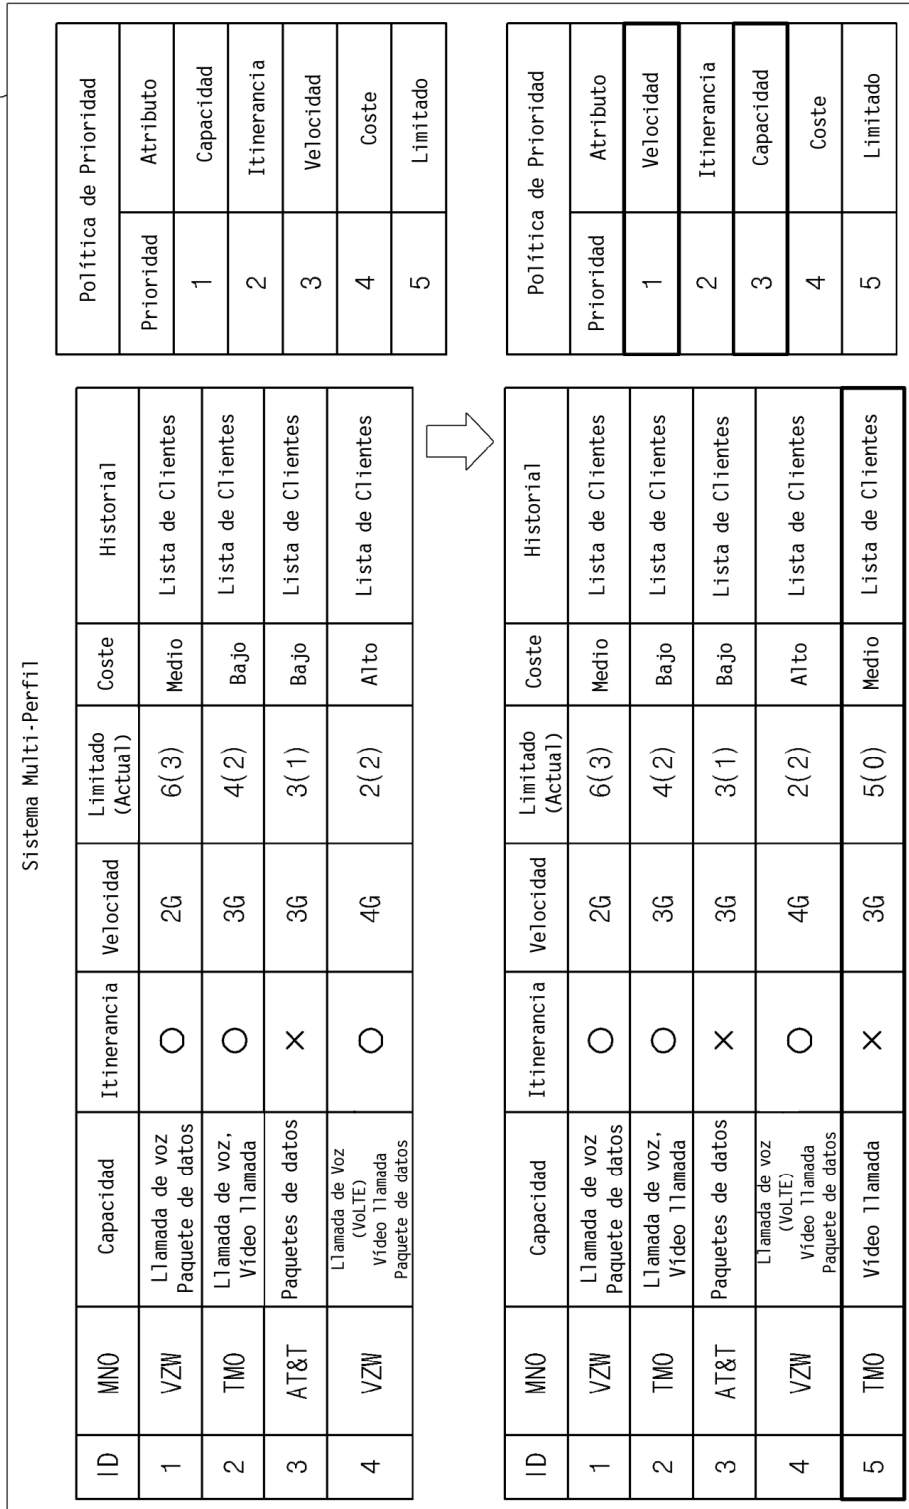 Sistema Multi-Perfil
ID MNO Capacidad Itinerancia Velocidad Limitado (Actual) Coste Historial
1 VZW Llamada de voz Paquete de datos ○ 2G 6(3) Medio Lista de Clientes
2 TMO Llamada de voz, Vídeo llamada ○ 3G 4(2) Bajo Lista de Clientes
3 AT&T Paquetes de datos × 3G 3(1) Bajo Lista de Clientes
4 VZW Llamada de Voz (VoLTE) Vídeo llamada Paquete de datos ○ 4G 2(2) Alto Lista de Clientes
Política de Prioridad
Prioridad Atributo
1 Capacidad
2 Itinerancia
3 Velocidad
4 Coste
5 Limitado
ID MNO Capacidad Itinerancia Velocidad Limitado (Actual) Coste Historial
1 VZW Llamada de voz Paquete de datos ○ 2G 6(3) Medio Lista de Clientes
2 TMO Llamada de voz, Vídeo llamada ○ 3G 4(2) Bajo Lista de Clientes
3 AT&T Paquetes de datos × 3G 3(1) Bajo Lista de Clientes
4 VZW Llamada de voz (VoLTE) Vídeo llamada Paquete de datos ○ 4G 2(2) Alto Lista de Clientes
5 TMO Vídeo llamada × 3G 5(0) Medio Lista de Clientes
Política de Prioridad
Prioridad Atributo
1 Velocidad
2 Itinerancia
3 Capacidad
4 Coste
5 Limitado